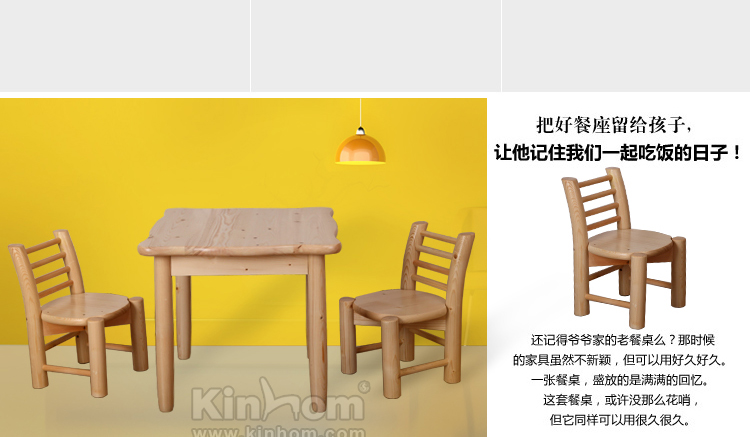 把好餐座留给孩子，
让他记住我们一起吃饭的日子！
还记得爷爷家的老餐桌么？那时候
的家具虽然不新颖，但可以用好久好久。
一张餐桌，盛放的是满满的回忆。
这套餐桌，或许没那么花哨，
但它同样可以用很久很久。
Kinhom
www.kinhom.com